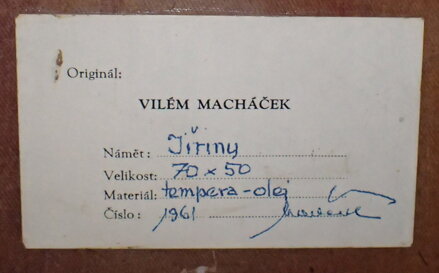 Originál:
VILÉM MACHÁČEK
Námět: Jiřiny
Velikost: 70 x 50
Materiál: tempera-olej
Číslo: 1961